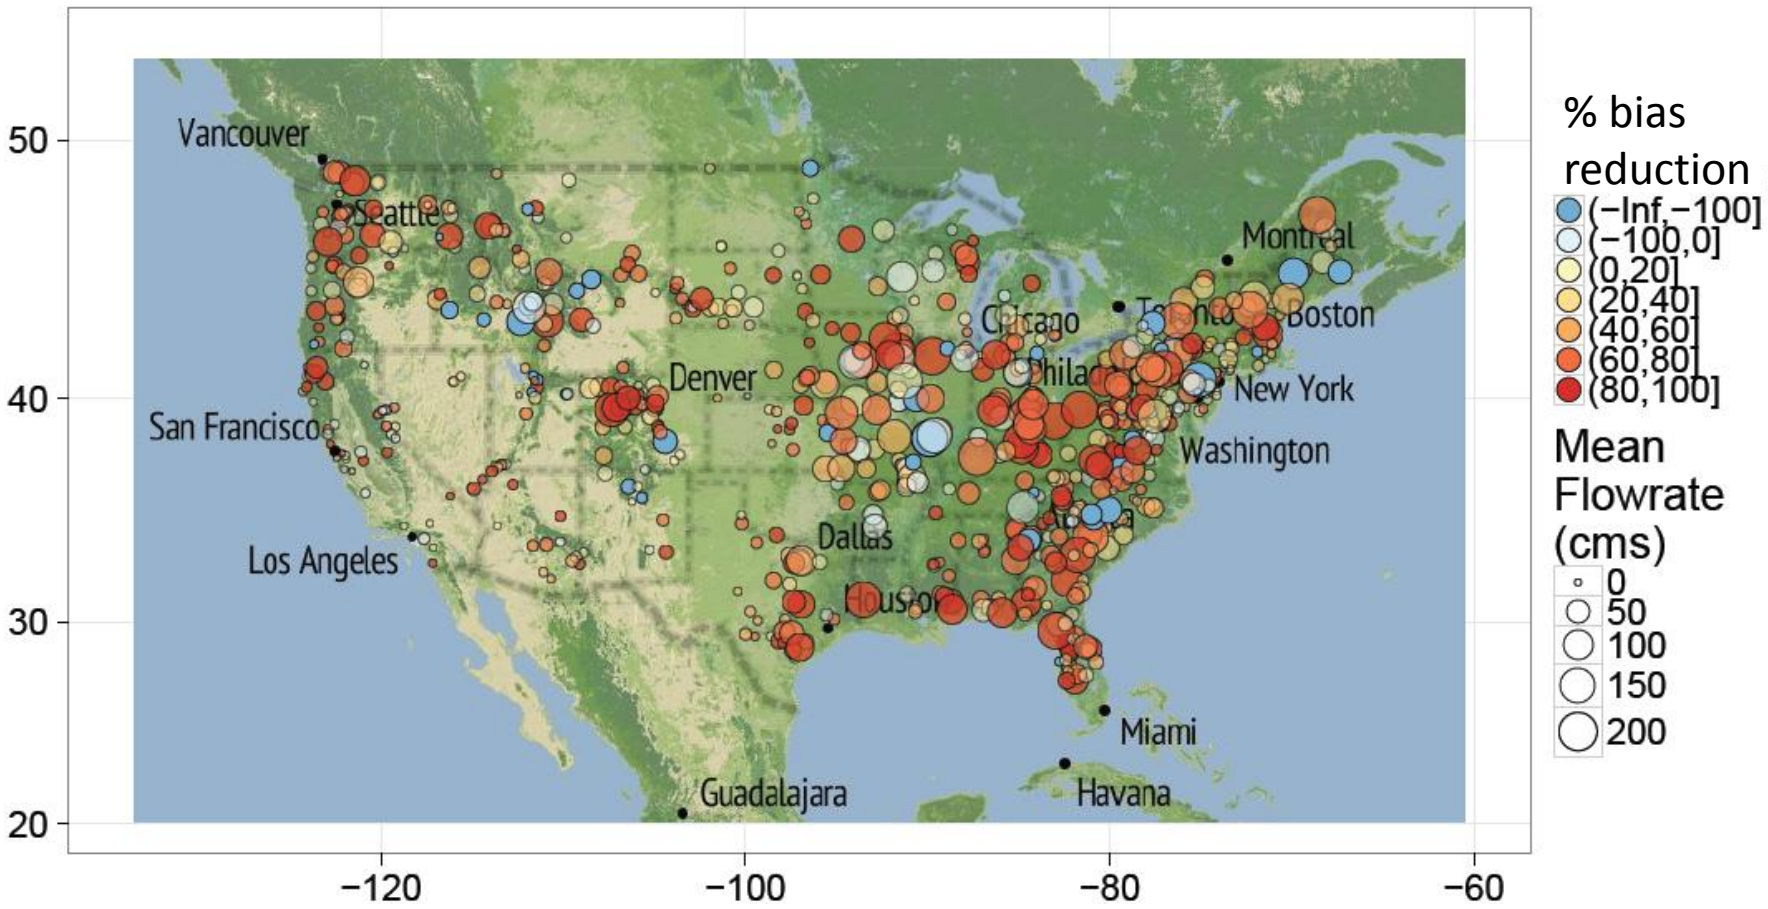 50
40
30
20
−120
−100
−80
−60
Vancouver
Seattle
Montreal
Toronto
Boston
Chicago
Denver
New York
San Francisco
Washington
Dallas
Los Angeles
Houston
Miami
Guadalajara
Havana
% bias
reduction
(−Inf,−100]
(−100,0]
(0,20]
(20,40]
(40,60]
(60,80]
(80,100]
Mean
Flowrate
(cms)
0
50
100
150
200